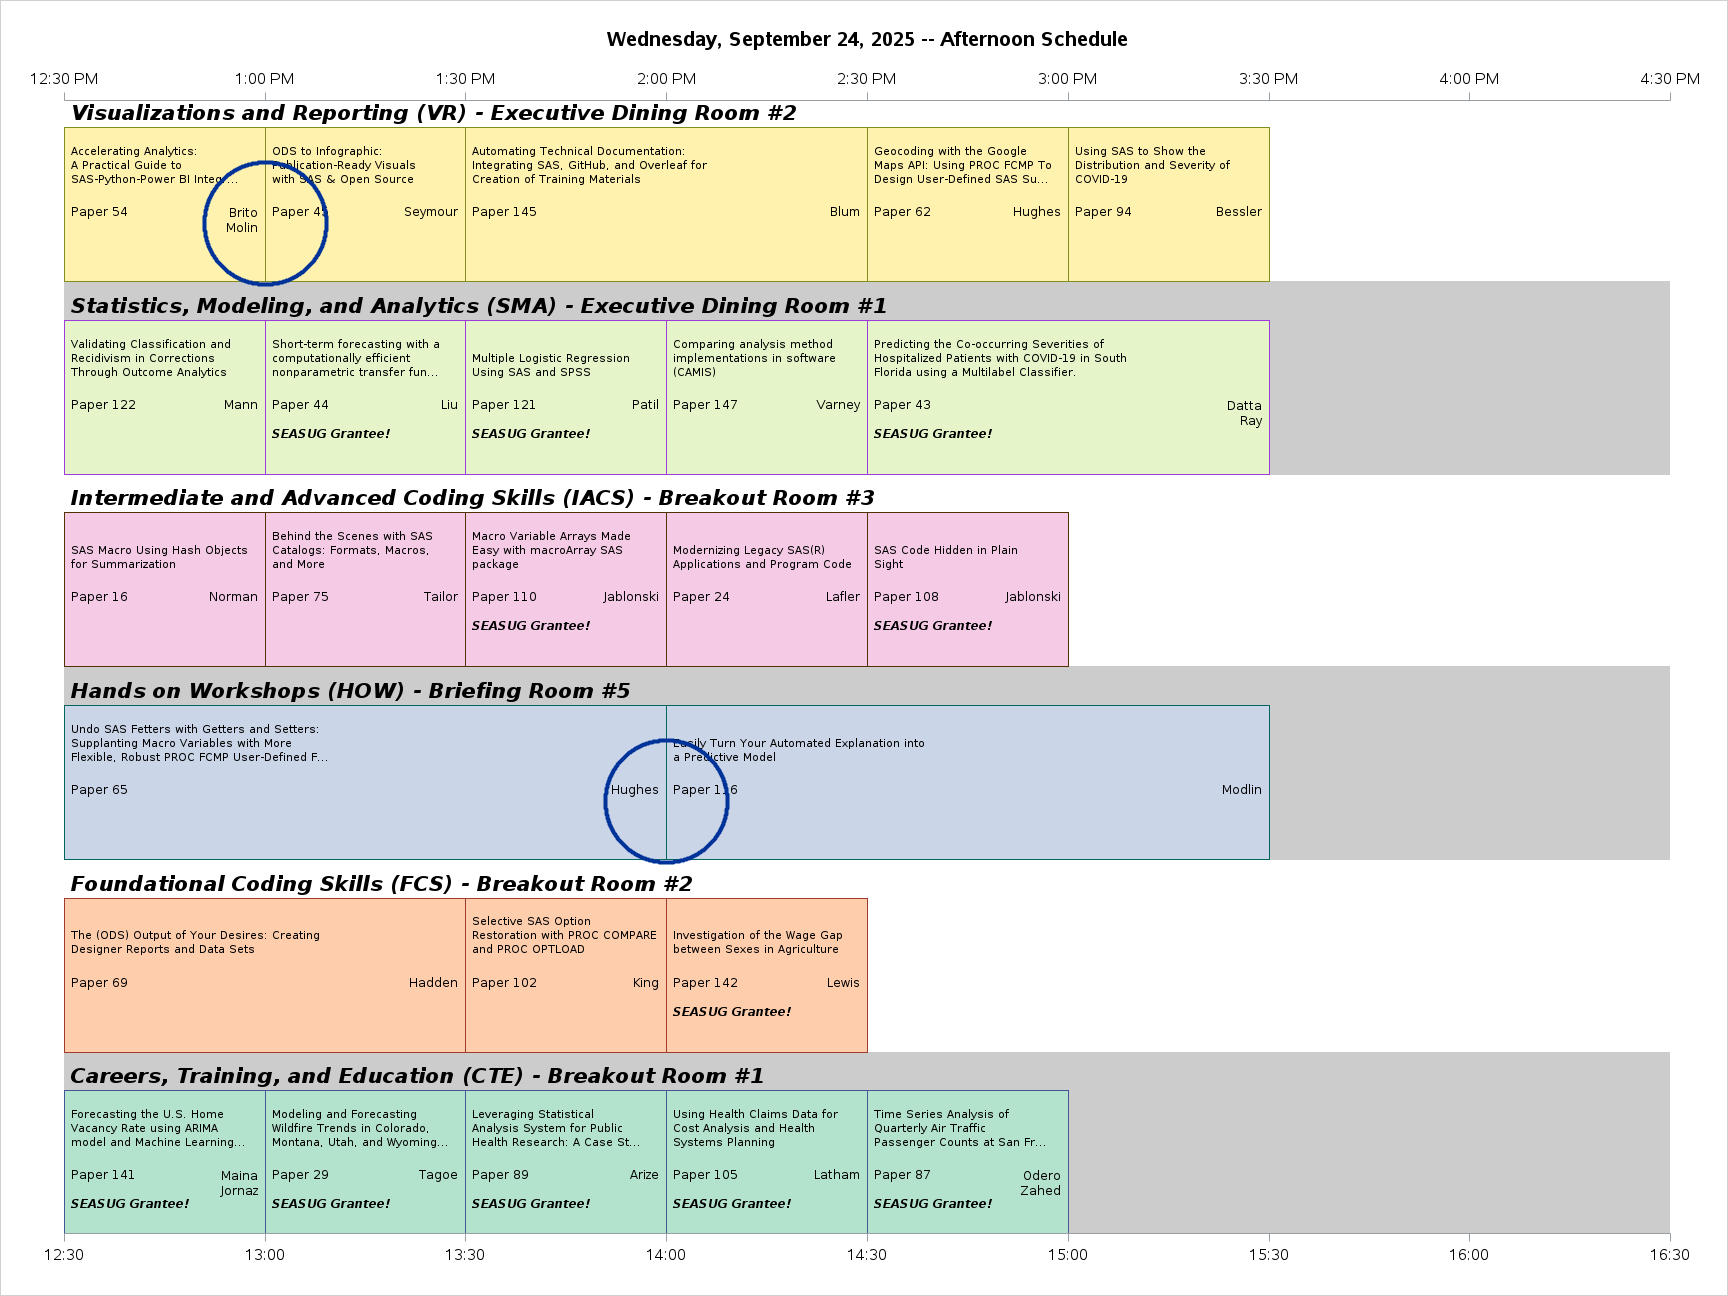 Wednesday, September 24, 2025 -- Afternoon Schedule
12:30 PM 1:00 PM 1:30 PM 2:00 PM 2:30 PM 3:00 PM 3:30 PM 4:00 PM 4:30 PM
Visualizations and Reporting (VR) - Executive Dining Room #2
Accelerating Analytics:
A Practical Guide to
SAS-Python-Power BI Integ...
Paper 54
Brito
Molin
ODS to Infographic:
Publication-Ready Visuals
with SAS & Open Source
Paper 45
Seymour
Automating Technical Documentation:
Integrating SAS, GitHub, and Overleaf for
Creation of Training Materials
Paper 145
Blum
Geocoding with the Google
Maps API: Using PROC FCMP To
Design User-Defined SAS Su...
Paper 62
Hughes
Using SAS to Show the
Distribution and Severity of
COVID-19
Paper 94
Bessler
Statistics, Modeling, and Analytics (SMA) - Executive Dining Room #1
Validating Classification and
Recidivism in Corrections
Through Outcome Analytics
Paper 122
Mann
Short-term forecasting with a
computationally efficient
nonparametric transfer fun...
Paper 44
Liu
SEASUG Grantee!
Multiple Logistic Regression
Using SAS and SPSS
Paper 121
Patil
SEASUG Grantee!
Comparing analysis method
implementations in software
(CAMIS)
Paper 147
Varney
Predicting the Co-occurring Severities of
Hospitalized Patients with COVID-19 in South
Florida using a Multilabel Classifier.
Paper 43
Datta
Ray
SEASUG Grantee!
Intermediate and Advanced Coding Skills (IACS) - Breakout Room #3
SAS Macro Using Hash Objects
for Summarization
Paper 16
Norman
Behind the Scenes with SAS
Catalogs: Formats, Macros,
and More
Paper 75
Tailor
Macro Variable Arrays Made
Easy with macroArray SAS
package
Paper 110
Jablonski
SEASUG Grantee!
Modernizing Legacy SAS(R)
Applications and Program Code
Paper 24
Lafler
SAS Code Hidden in Plain
Sight
Paper 108
Jablonski
SEASUG Grantee!
Hands on Workshops (HOW) - Briefing Room #5
Undo SAS Fetters with Getters and Setters:
Supplanting Macro Variables with More
Flexible, Robust PROC FCMP User-Defined F...
Paper 65
Hughes
Easily Turn Your Automated Explanation into
a Predictive Model
Paper
Modlin
Foundational Coding Skills (FCS) - Breakout Room #2
The (ODS) Output of Your Desires: Creating
Designer Reports and Data Sets
Paper 69
Hadden
Selective SAS Option
Restoration with PROC COMPARE
and PROC OPTLOAD
Paper 102
King
Investigation of the Wage Gap
between Sexes in Agriculture
Paper 142
Lewis
SEASUG Grantee!
Careers, Training, and Education (CTE) - Breakout Room #1
Forecasting the U.S. Home
Vacancy Rate using ARIMA
model and Machine Learning...
Paper 141
Maina
Jornaz
SEASUG Grantee!
Modeling and Forecasting
Wildfire Trends in Colorado,
Montana, Utah, and Wyoming...
Paper 29
Tagoe
SEASUG Grantee!
Leveraging Statistical
Analysis System for Public
Health Research: A Case St...
Paper 89
Arize
SEASUG Grantee!
Using Health Claims Data for
Cost Analysis and Health
Systems Planning
Paper 105
Latham
SEASUG Grantee!
Time Series Analysis of
Quarterly Air Traffic
Passenger Counts at San Fr...
Paper 87
Odero
Zahed
SEASUG Grantee!
12:30 13:00 13:30 14:00 14:30 15:00 15:30 16:00 16:30